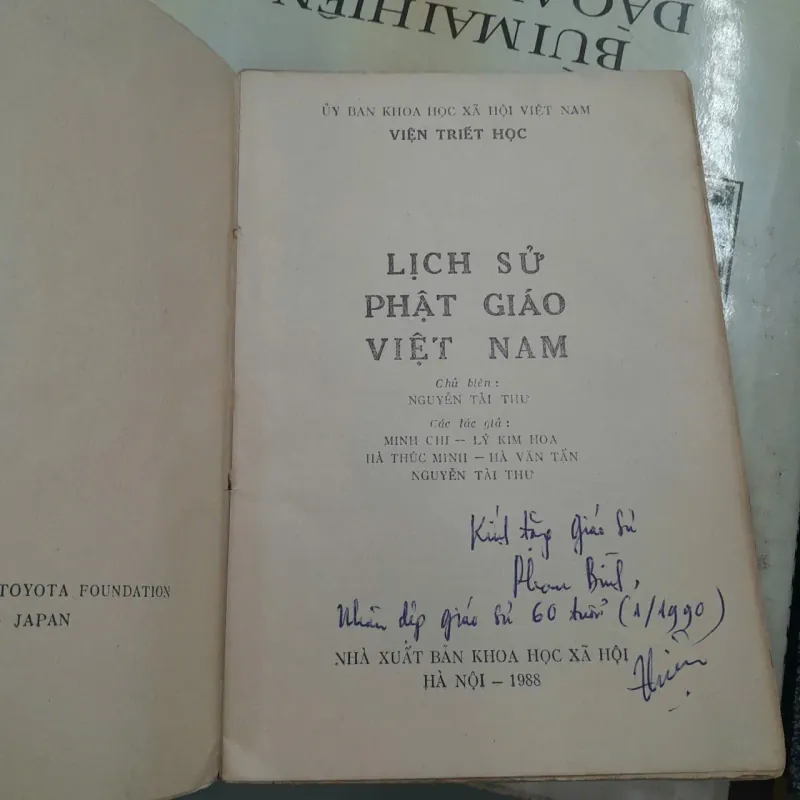 BÙI MAI HIÊN
ĐÀO
TOYOTA FOUNDATION
JAPAN
ỦY BAN KHOA HỌC XÃ HỘI VIỆT NAM
VIỆN TRIẾT HỌC
LỊCH SỬ
PHẬT GIÁO
VIỆT NAM
Chủ biên :
NGUYỄN TÀI THƯ
Các tác giả :
MINH CHI — LÝ KIM HOA
HÀ THÚC MINH — HÀ VĂN TẤN
NGUYỄN TÀI THƯ
Kính tặng Giáo sư
Nhân dịp giáo sư 60 tuổi (1/1990)
NHÀ XUẤT BẢN KHOA HỌC XÃ HỘI
HÀ NỘI — 1988